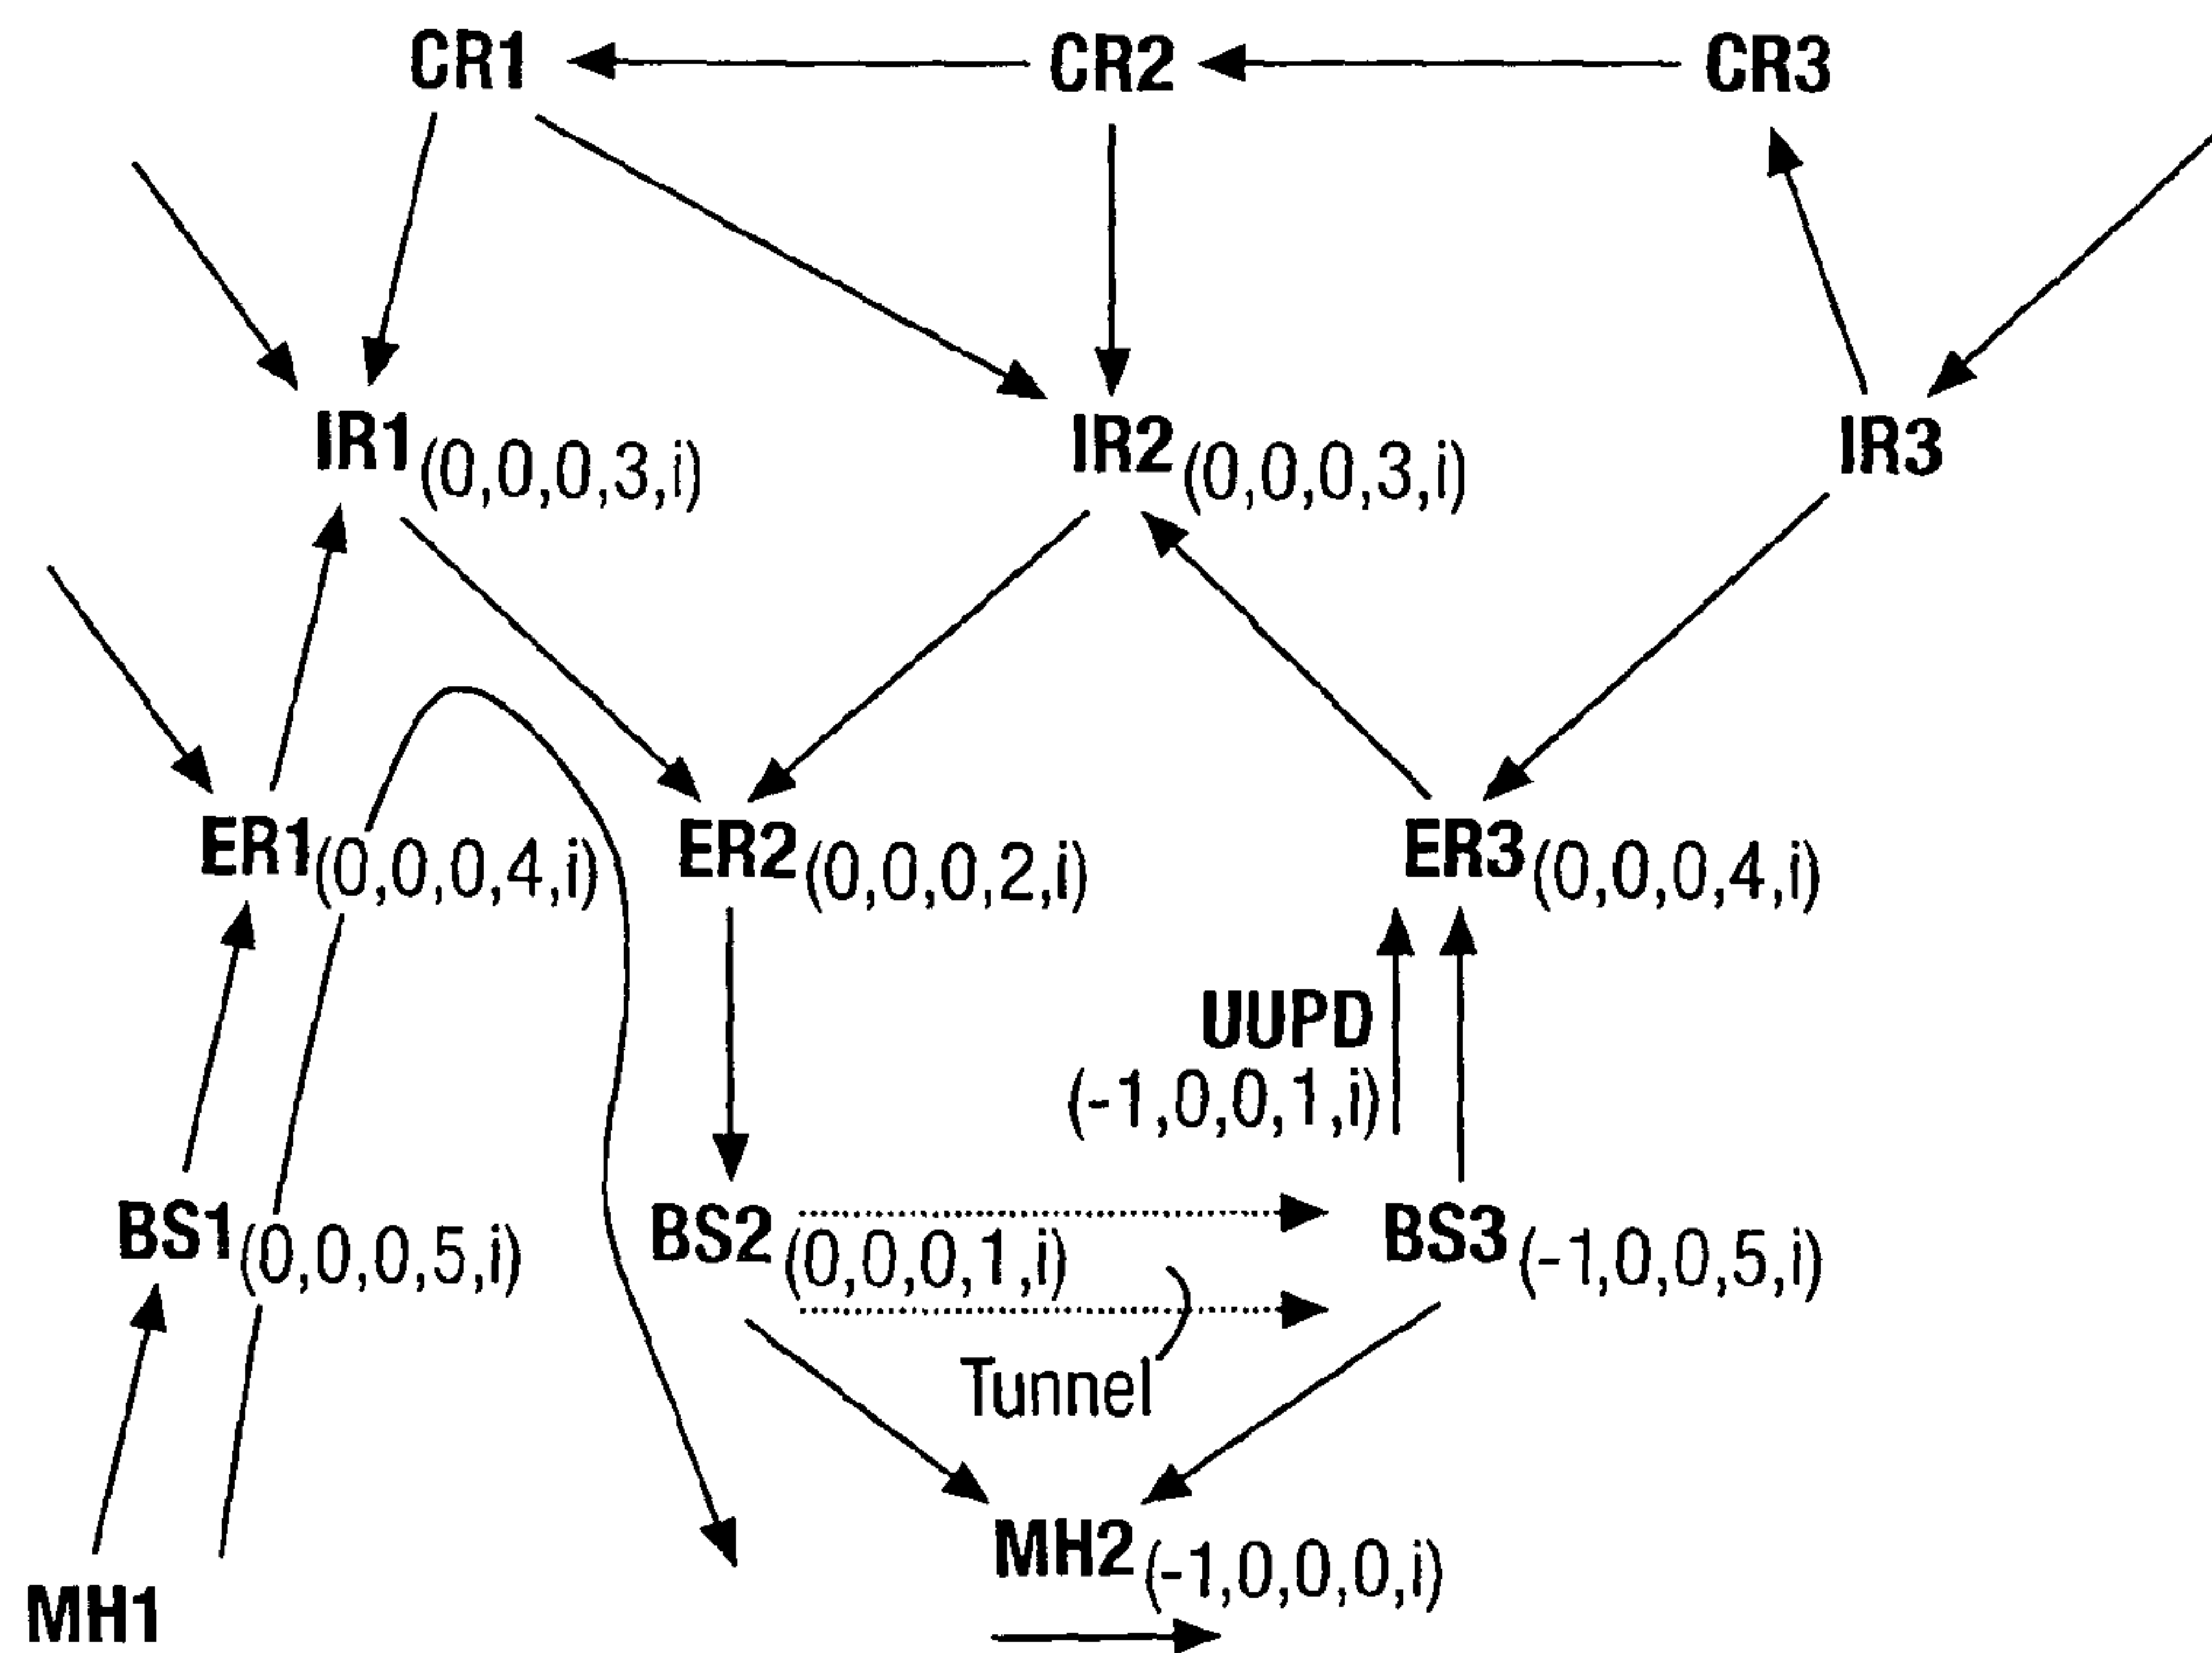 CR1 CR2 CR3
IR1(0,0,0,3,i) IR2(0,0,0,3,i) IR3
ER1(0,0,0,4,i) ER2(0,0,0,2,i) ER3(0,0,0,4,i)
UUPD
(-1,0,0,1,i)
BS1(0,0,0,5,i) BS2(0,0,0,1,i) BS3(-1,0,0,5,i)
Tunnel
MH2(-1,0,0,0,i)
MH1